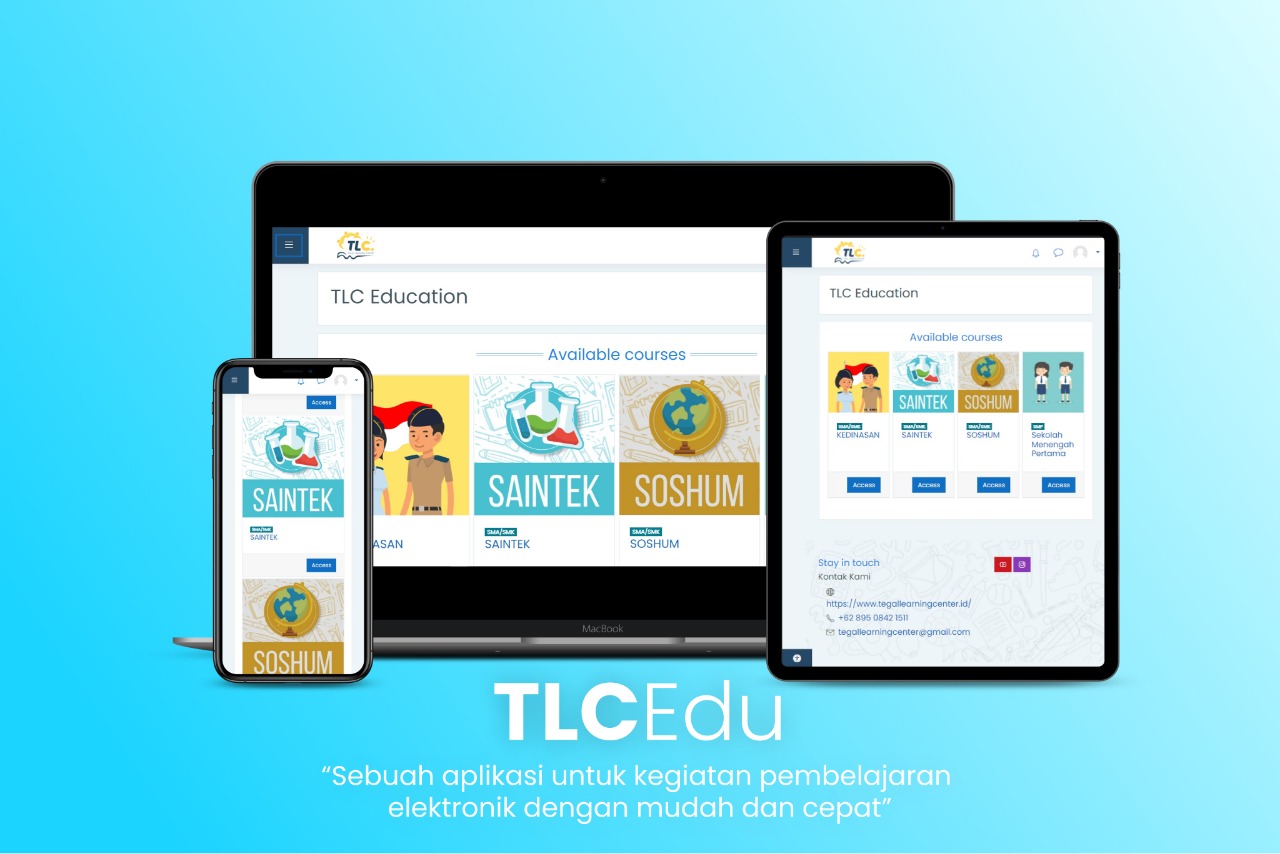 TLC
TLC Education
Available courses
SAINTEK
SOSHUM
ASAN
SMA/SMK
SAINTEK
SMA/SMK
SOSHUM
MacBook
Access
SAINTEK
SMA/SMK
SAINTEK
Access
SOSHUM
TLC
TLC Education
Available courses
SAINTEK
SOSHUM
SMA/SMK
KEDINASAN
SMA/SMK
SAINTEK
SMA/SMK
SOSHUM
SMP
Sekolah
Menengah
Pertama
Access
Access
Access
Access
Stay in touch
Kontak Kami
https://www.tegallearningcenter.id/
+62 895 0842 1511
tegallearningcenter@gmail.com
TLCEdu
“Sebuah aplikasi untuk kegiatan pembelajaran
elektronik dengan mudah dan cepat”